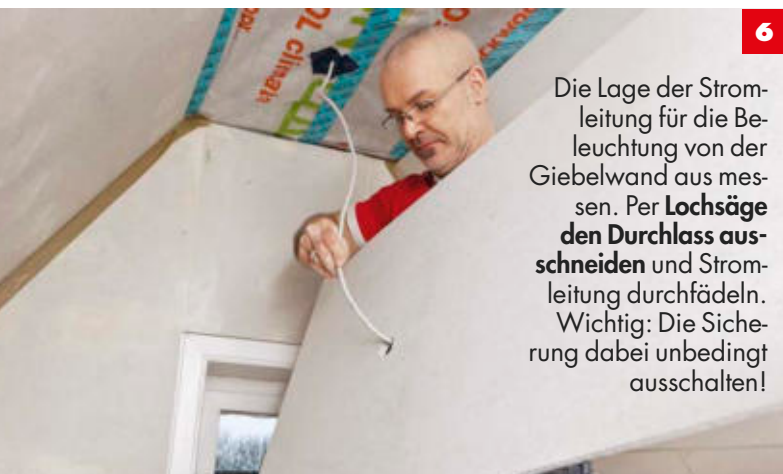 6
Die Lage der Strom-
leitung für die Be-
leuchtung von der
Giebelwand aus mes-
sen. Per Lochsäge
den Durchlass aus-
schneiden und Strom-
leitung durchfädeln.
Wichtig: Die Siche-
rung dabei unbedingt
ausschalten!